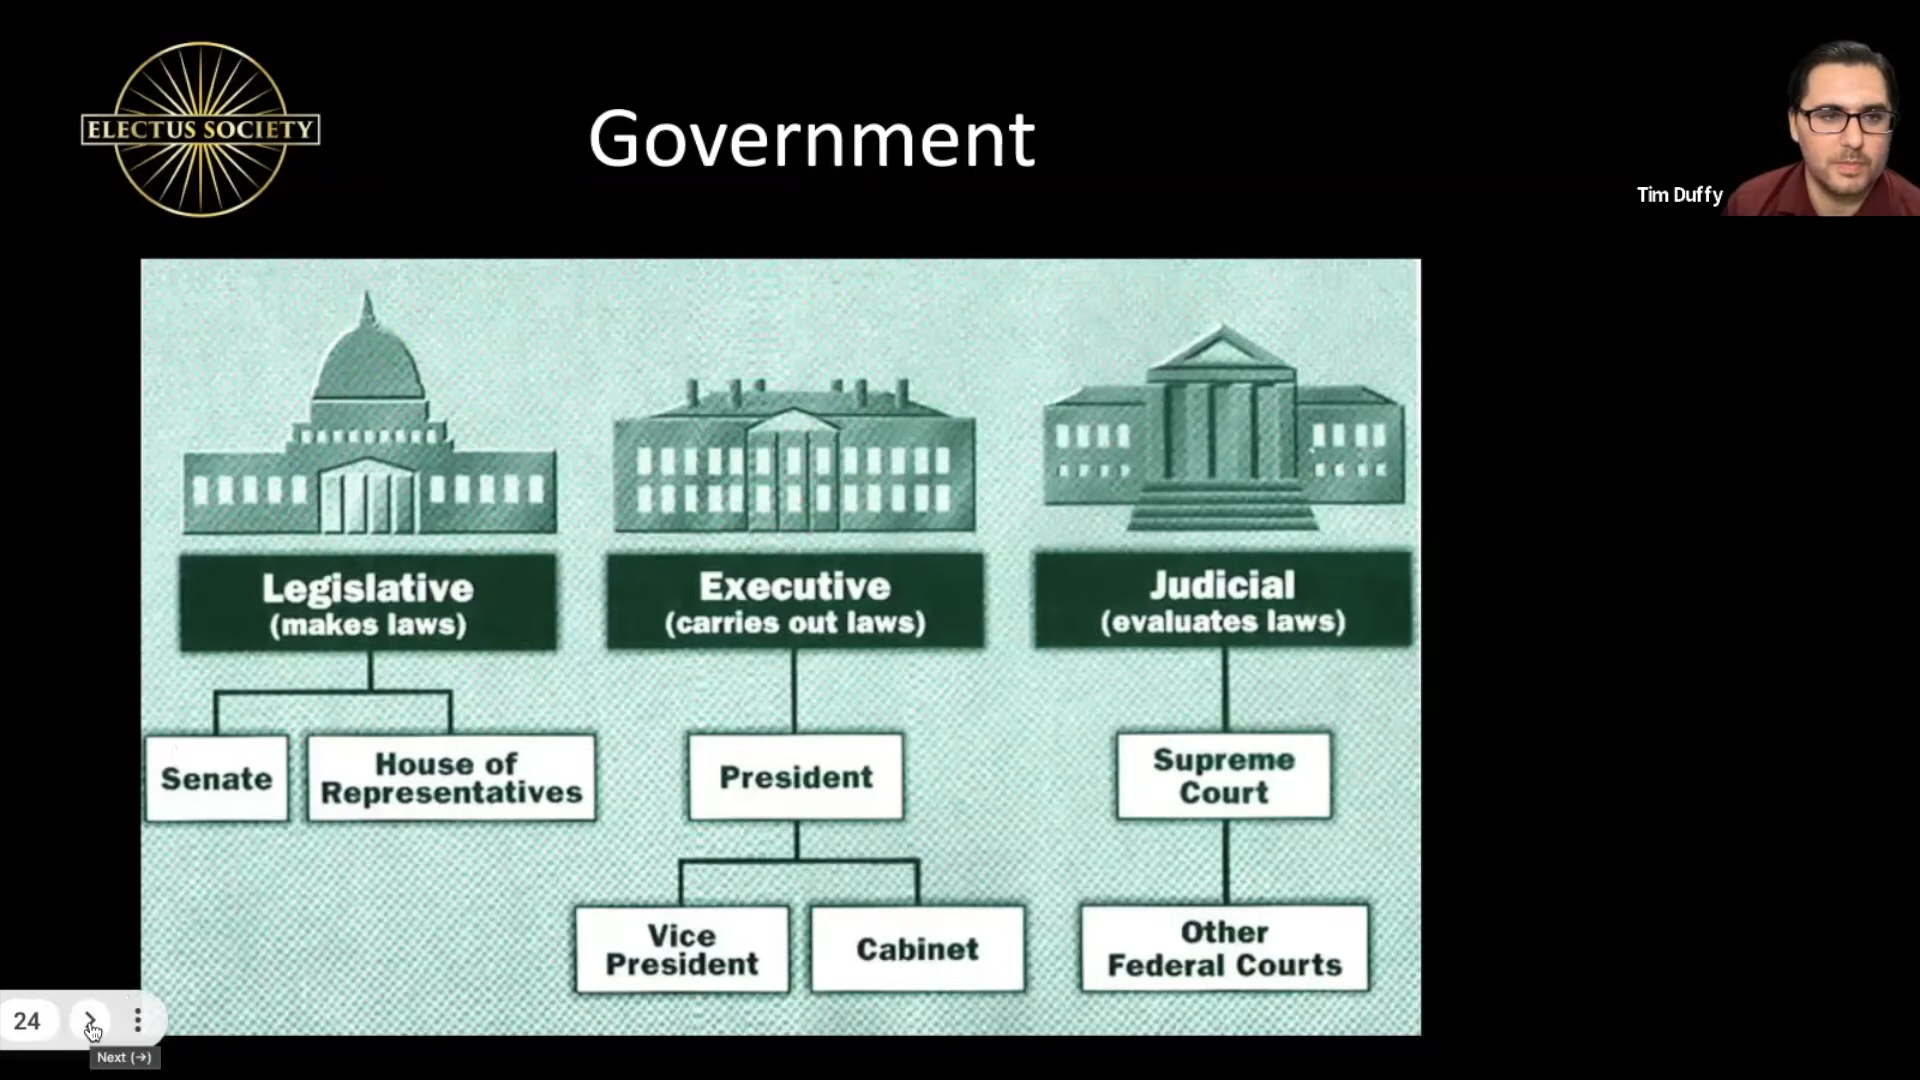 ELECTUS SOCIETY
Government
Tim Duffy
Legislative
(makes laws)
Executive
(carries out laws)
Judicial
(evaluates laws)
Senate
House of
Representatives
President
Supreme
Court
Vice
President
Cabinet
Other
Federal Courts
24
Next (→)